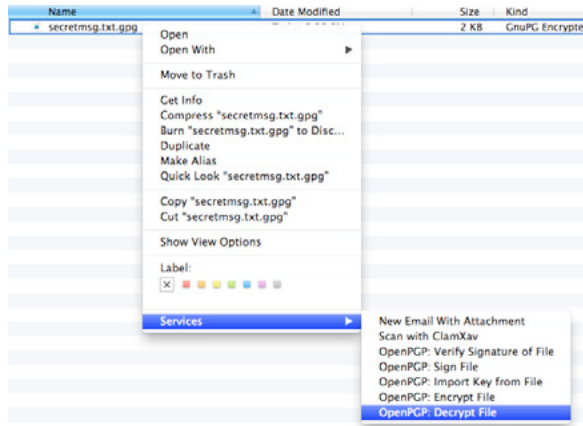 Name Date Modified Size Kind
secretmsg.txt.gpg 2 KB GnuPG Encrypte
Open
Open With
Move to Trash
Get Info
Compress "secretmsg.txt.gpg"
Burn "secretmsg.txt.gpg" to Disc...
Duplicate
Make Alias
Quick Look "secretmsg.txt.gpg"
Copy "secretmsg.txt.gpg"
Cut "secretmsg.txt.gpg"
Show View Options
Label:
Services
New Email With Attachment
Scan with ClamXav
OpenPGP: Verify Signature of File
OpenPGP: Sign File
OpenPGP: Import Key from File
OpenPGP: Encrypt File
OpenPGP: Decrypt File